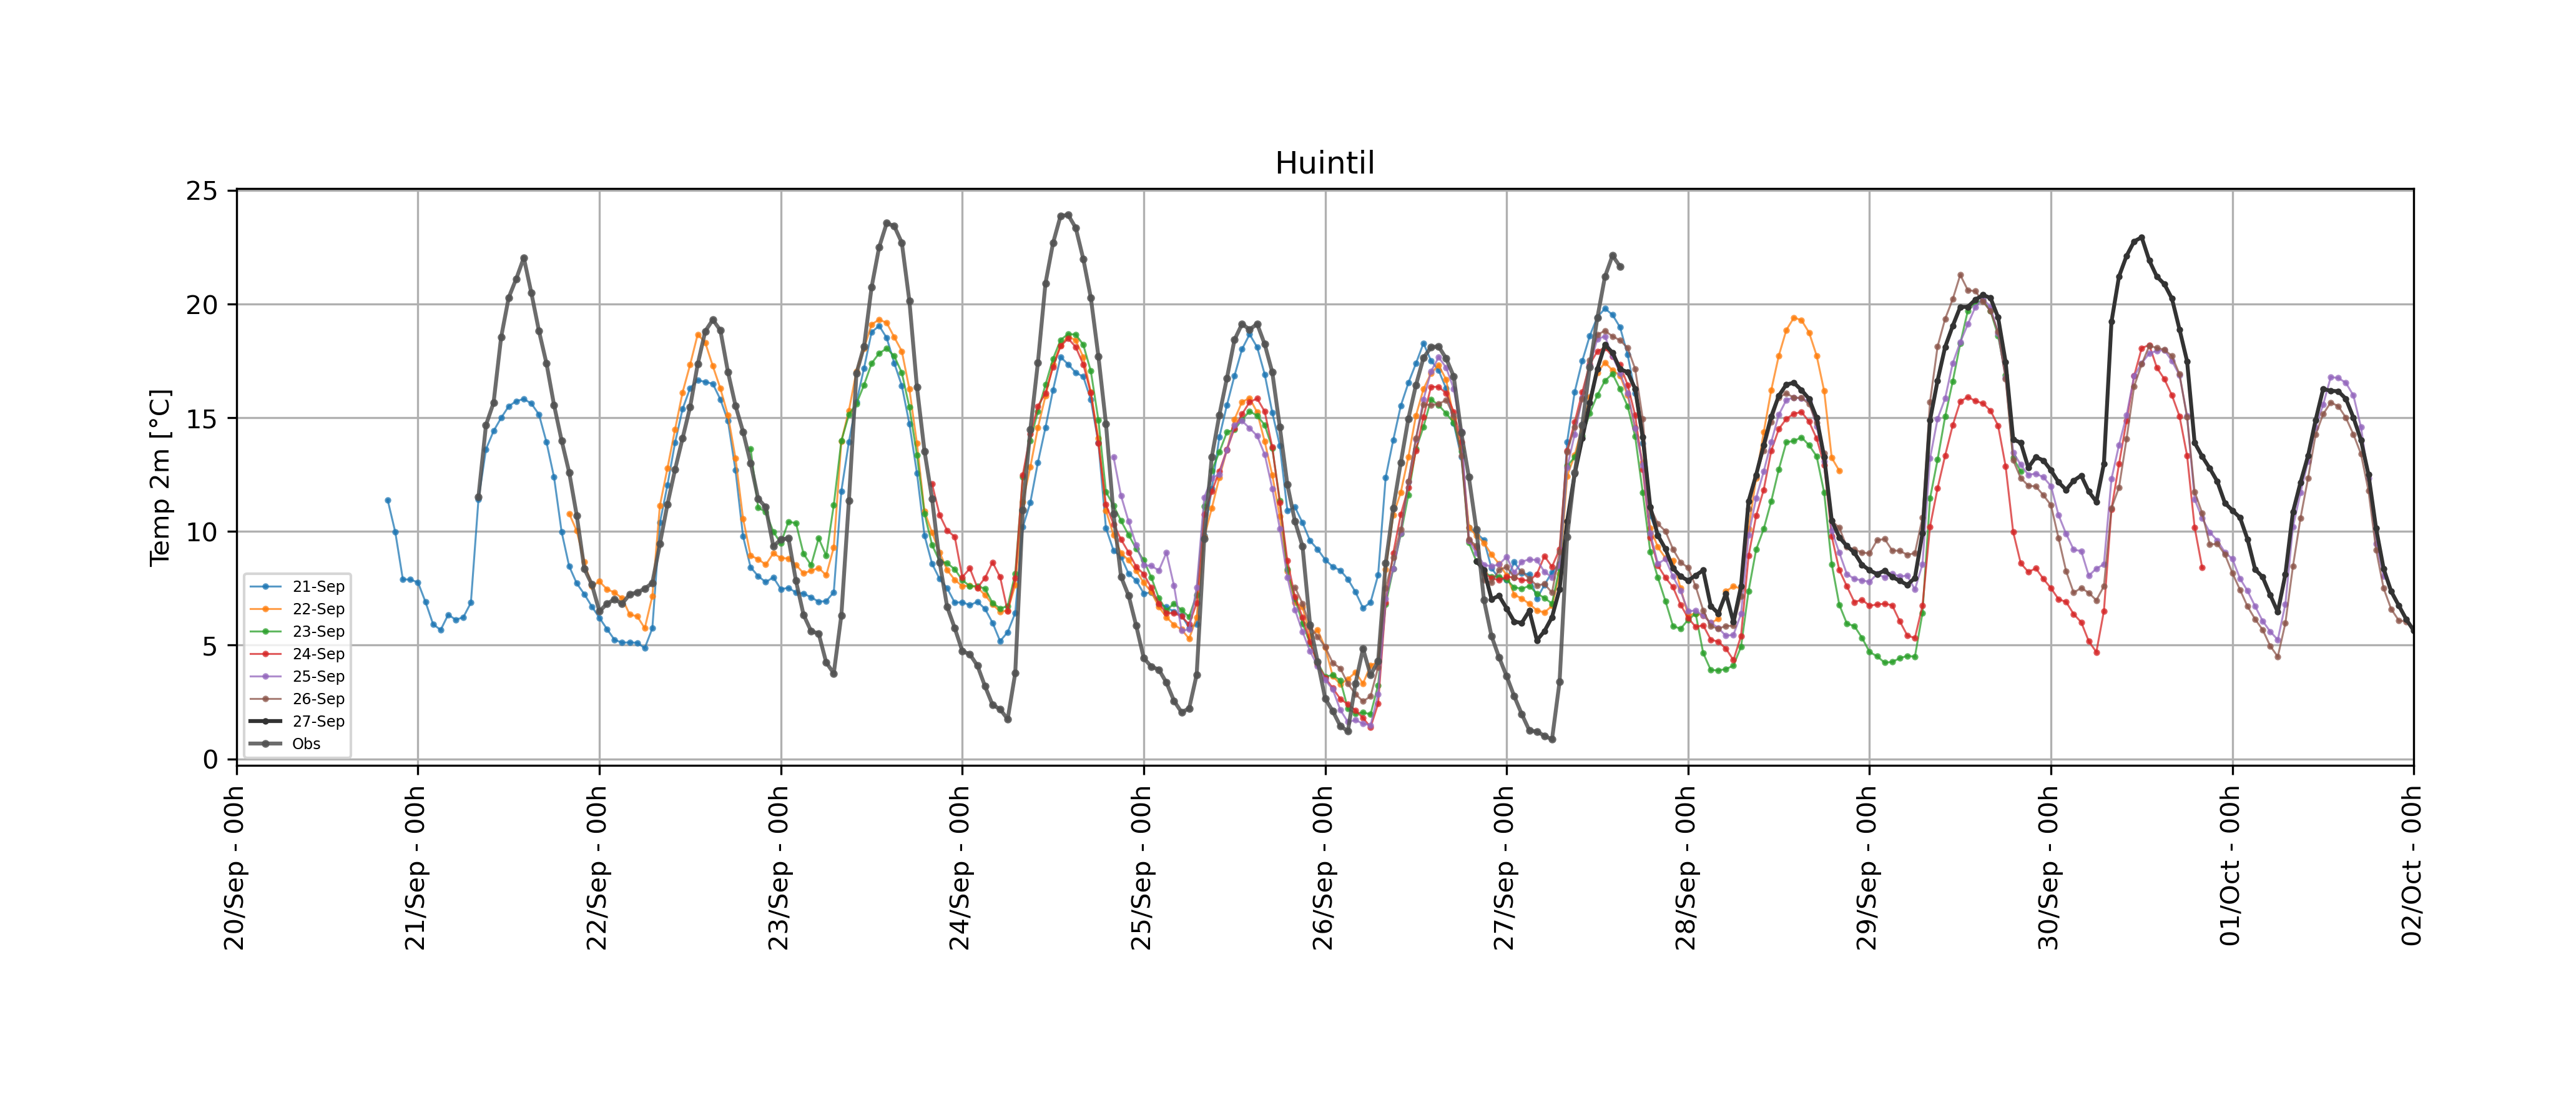 Huintil
Temp 2m [°C]
25
20
15
10
5
0
21-Sep
22-Sep
23-Sep
24-Sep
25-Sep
26-Sep
27-Sep
Obs
20/Sep - 00h
21/Sep - 00h
22/Sep - 00h
23/Sep - 00h
24/Sep - 00h
25/Sep - 00h
26/Sep - 00h
27/Sep - 00h
28/Sep - 00h
29/Sep - 00h
30/Sep - 00h
01/Oct - 00h
02/Oct - 00h